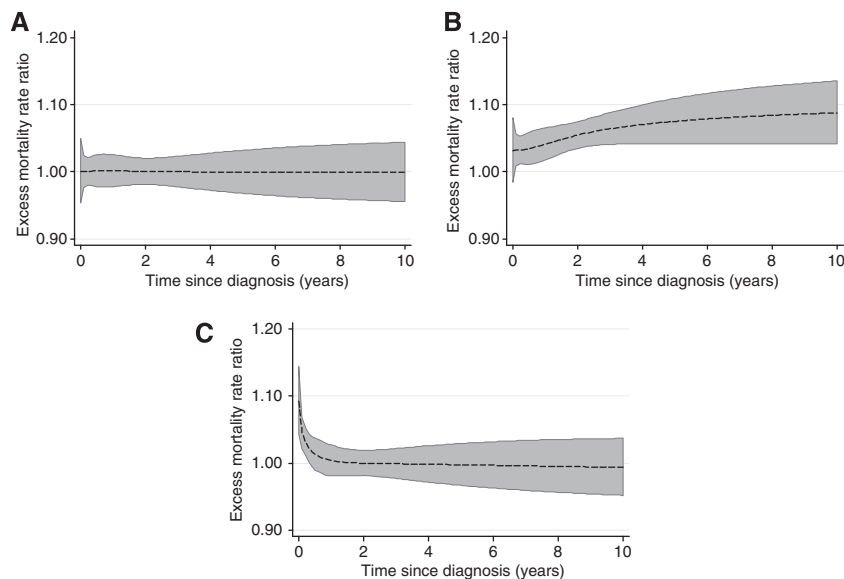 A
Excess mortality rate ratio
1.20
1.10
1.00
0.90
0 2 4 6 8 10
Time since diagnosis (years)
B
Excess mortality rate ratio
1.20
1.10
1.00
0.90
0 2 4 6 8 10
Time since diagnosis (years)
C
Excess mortality rate ratio
1.20
1.10
1.00
0.90
0 2 4 6 8 10
Time since diagnosis (years)